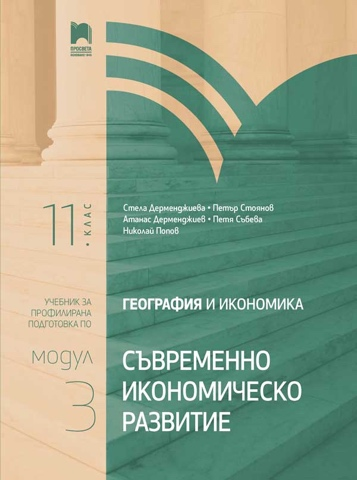 ПРОСВЕТА
Стела Дерменджиева • Петър Стоянов
Атанас Дерменджиев • Петя Събева
Николай Попов
11 • КЛАС
УЧЕБНИК ЗА
ПРОФИЛИРАНА
ПОДГОТОВКА ПО
ГЕОГРАФИЯ И ИКОНОМИКА
МОДУЛ
3
СЪВРЕМЕННО
ИКОНОМИЧЕСКО
РАЗВИТИЕ